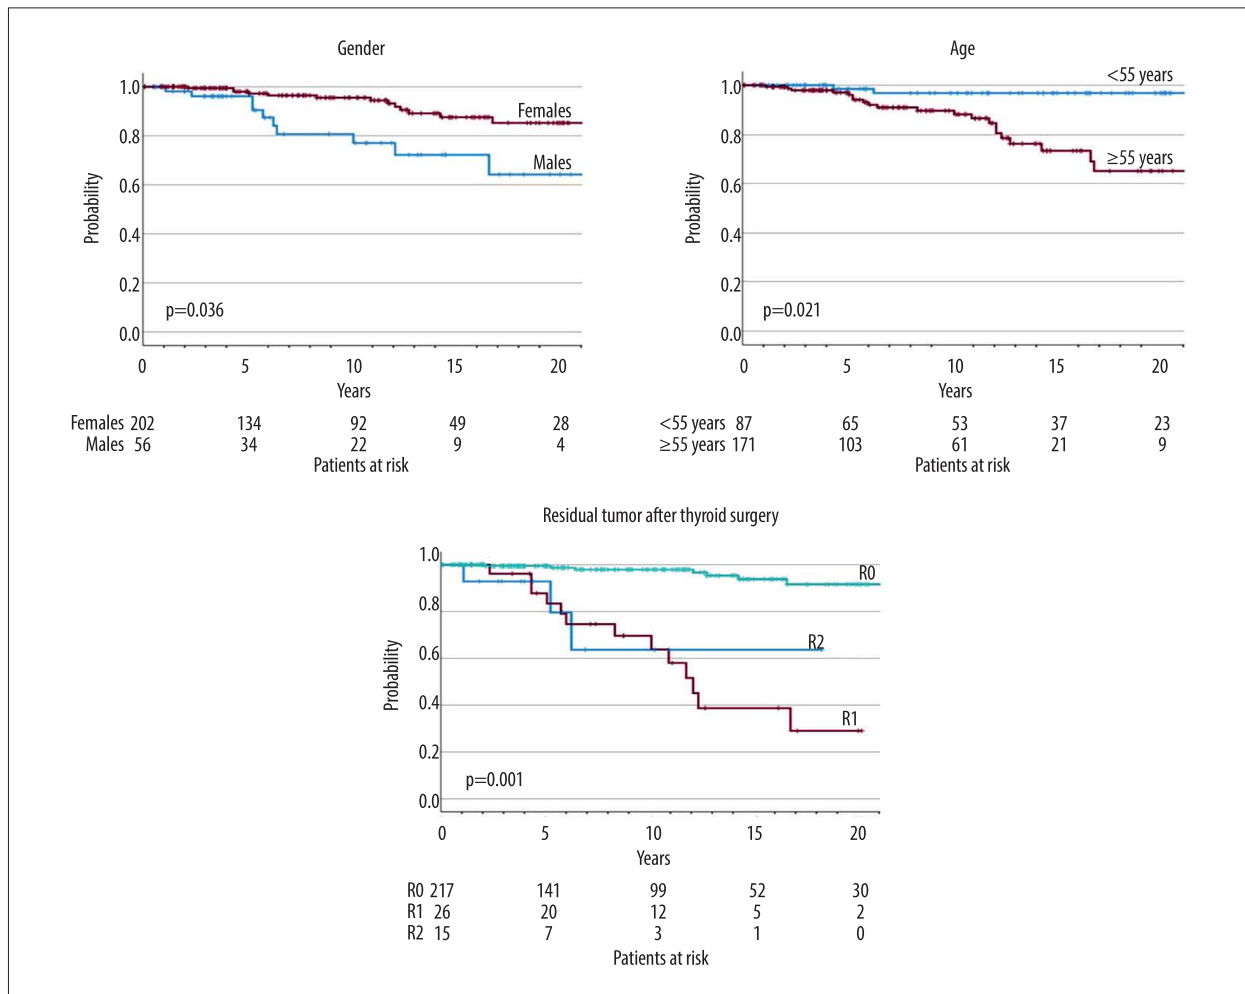 Gender
1.0
0.8
0.6
0.4
0.2
0.0
Probability
Females
Males
p=0.036
0 5 10 15 20
Years
Females 202 134 92 49 28
Males 56 34 22 9 4
Patients at risk
Age
1.0
0.8
0.6
0.4
0.2
0.0
Probability
<55 years
≥55 years
p=0.021
0 5 10 15 20
Years
<55 years 87 65 53 37 23
≥55 years 171 103 61 21 9
Patients at risk
Residual tumor after thyroid surgery
1.0
0.8
0.6
0.4
0.2
0.0
Probability
R0
R2
R1
p=0.001
0 5 10 15 20
Years
R0 217 141 99 52 30
R1 26 20 12 5 2
R2 15 7 3 1 0
Patients at risk